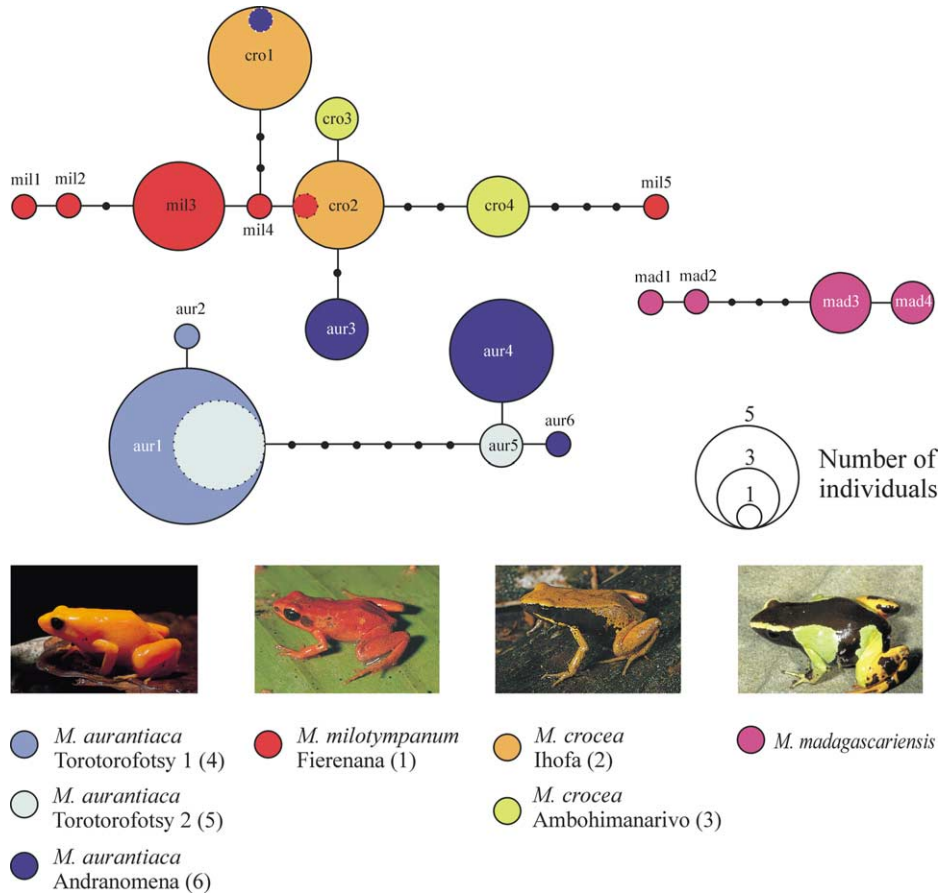 cro1
cro3
mil1
mil2
mil3
mil4
cro2
cro4
mil5
mad1
mad2
mad3
mad4
aur2
aur3
aur4
aur1
aur5
aur6
5
3
1
Number of
individuals
M. aurantiaca
Torotorofotsy 1 (4)
M. aurantiaca
Torotorofotsy 2 (5)
M. aurantiaca
Andranomena (6)
M. milotympanum
Fierenana (1)
M. crocea
Ihofa (2)
M. crocea
Ambohimanarivo (3)
M. madagascariensis